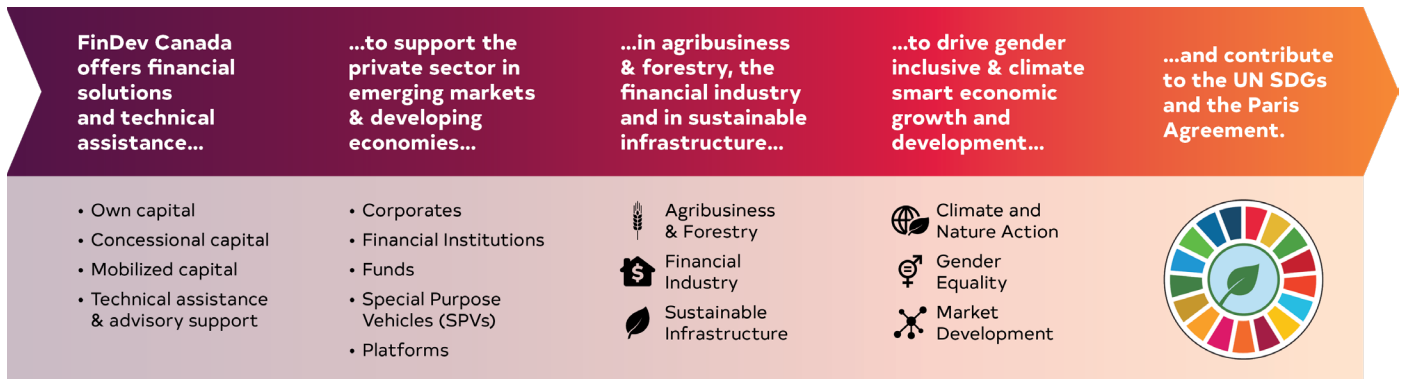 FinDev Canada
offers financial
solutions
and technical
assistance...
...to support the
private sector in
emerging markets
& developing
economies...
...in agribusiness
& forestry, the
financial industry
and in sustainable
infrastructure...
...to drive gender
inclusive & climate
smart economic
growth and
development...
...and contribute
to the UN SDGs
and the Paris
Agreement.
• Own capital
• Concessional capital
• Mobilized capital
• Technical assistance
& advisory support
• Corporates
• Financial Institutions
• Funds
• Special Purpose
Vehicles (SPVs)
• Platforms
Agribusiness
& Forestry
Financial
Industry
Sustainable
Infrastructure
Climate and
Nature Action
Gender
Equality
Market
Development